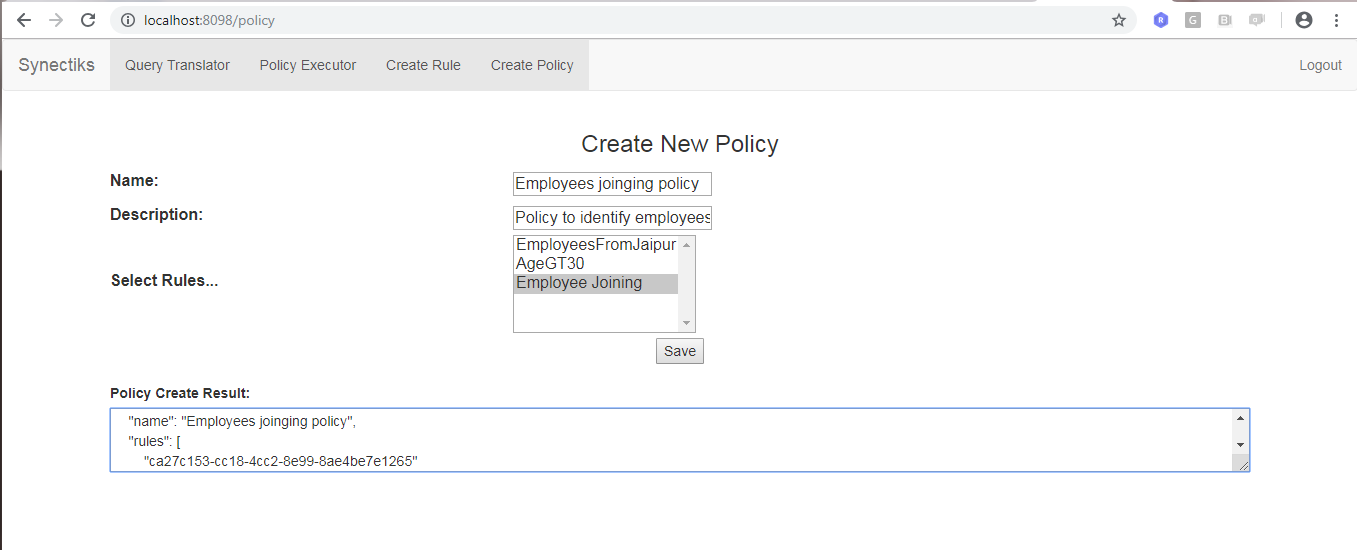 localhost:8098/policy
Synectiks Query Translator Policy Executor Create Rule Create Policy Logout
Create New Policy
Name: Employees joinging policy
Description: Policy to identify employees
EmployeesFromJaipur
AgeGT30
Select Rules... Employee Joining
Save
Policy Create Result:
"name": "Employees joinging policy",
"rules": [
"ca27c153-cc18-4cc2-8e99-8ae4be7e1265"